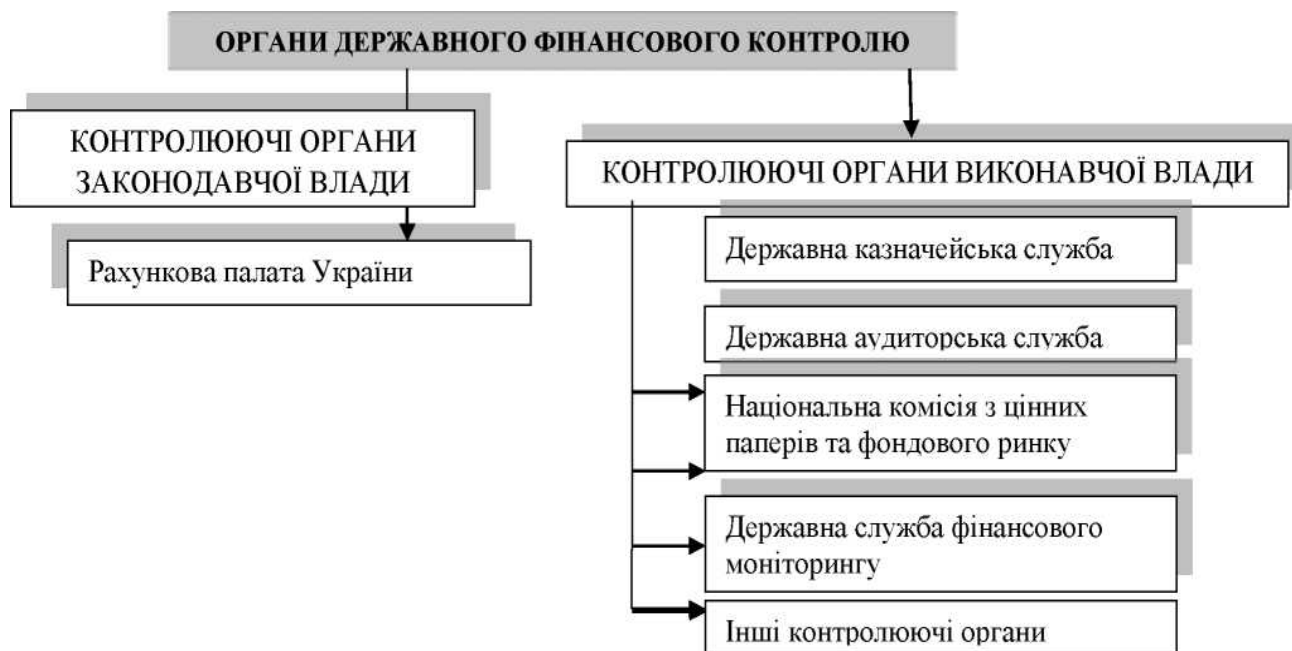 ОРГАНИ ДЕРЖАВНОГО ФІНАНСОВОГО КОНТРОЛЮ
КОНТРОЛЮЮЧІ ОРГАНИ
ЗАКОНОДАВЧОЇ ВЛАДИ
Рахункова палата України
КОНТРОЛЮЮЧІ ОРГАНИ ВИКОНАВЧОЇ ВЛАДИ
Державна казначейська служба
Державна аудиторська служба
Національна комісія з цінних
паперів та фондового ринку
Державна служба фінансового
моніторингу
Інші контролюючі органи